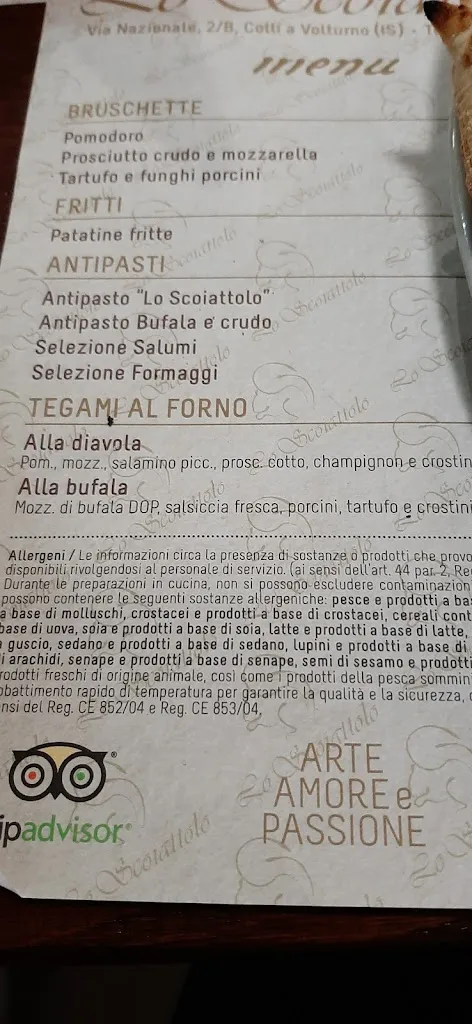 Lo Scoia
Via Nazionale, 2/B, Colli a Volturno (IS) - T
menu
BRUSCHETTE
Pomodoro
Prosciutto crudo e mozzarella
Tartufo e funghi porcini
FRITTI
Patatine fritte
ANTIPASTI
Antipasto "Lo Scoiattolo"
Antipasto Bufala e crudo
Selezione Salumi
Selezione Formaggi
TEGAMI AL FORNO
Alla diavola
Pom., mozz., salamino picc., prosc. cotto, champignon e crostin
Alla bufala
Mozz. di bufala DOP, salsiccia fresca, porcini, tartufo e crostini
Allergeni / Le informazioni circa la presenza di sostanze o prodotti che provo
disponibili rivolgendosi al personale di servizio. (ai sensi dell'art. 44 par 2, Reg
Durante le preparazioni in cucina, non si possono escludere contaminazion
possono contenere le seguenti sostanze allergeniche: pesce e prodotti a bas
a base di molluschi, crostacei e prodotti a base di crostacei, cereali cont
base di uova, soia e prodotti a base di soia, latte e prodotti a base di latte,
a guscio, sedano e prodotti a base di sedano, lupini e prodotti a base di
di arachidi, senape e prodotti a base di senape, semi di sesamo e prodotti
rodotti freschi di origine animale, così come i prodotti della pesca sommin
bbattimento rapido di temperatura per garantire la qualità e la sicurezza, c
ensi del Reg. CE 852/04 e Reg. CE 853/04.
ipadvisor®
ARTE
AMORE e
PASSIONE